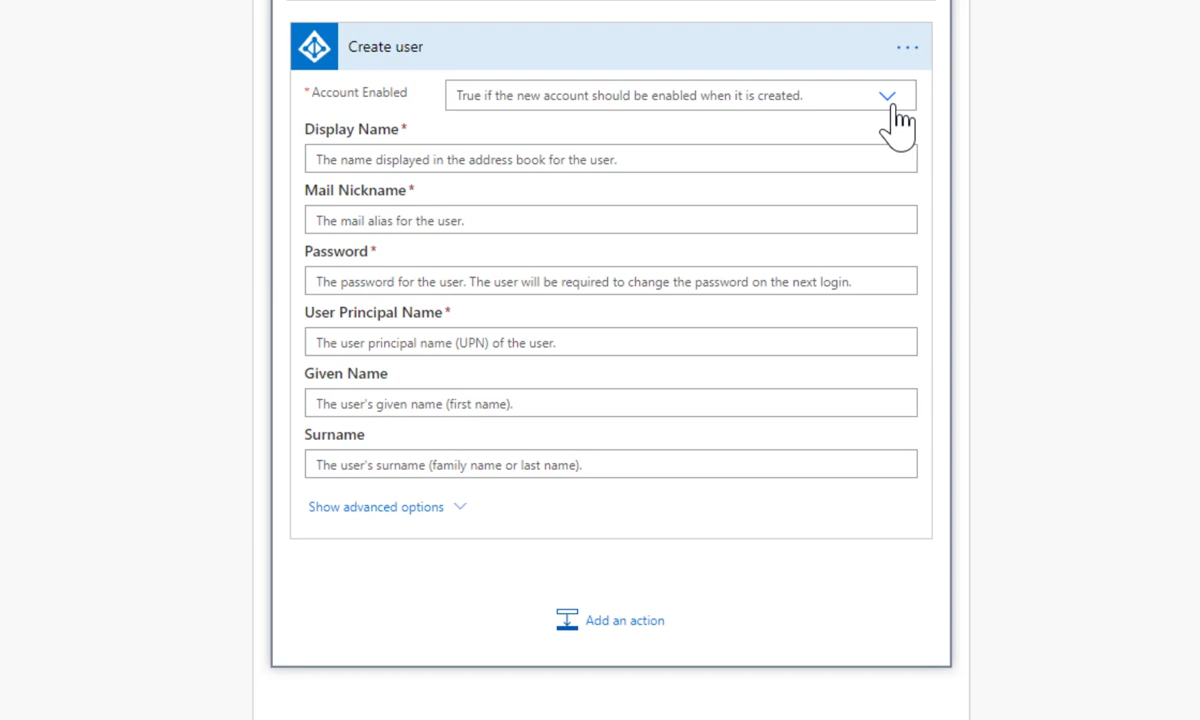 Create user
...
*Account Enabled
True if the new account should be enabled when it is created.
Display Name*
The name displayed in the address book for the user.
Mail Nickname*
The mail alias for the user.
Password*
The password for the user. The user will be required to change the password on the next login.
User Principal Name*
The user principal name (UPN) of the user.
Given Name
The user's given name (first name).
Surname
The user's surname (family name or last name).
Show advanced options
Add an action